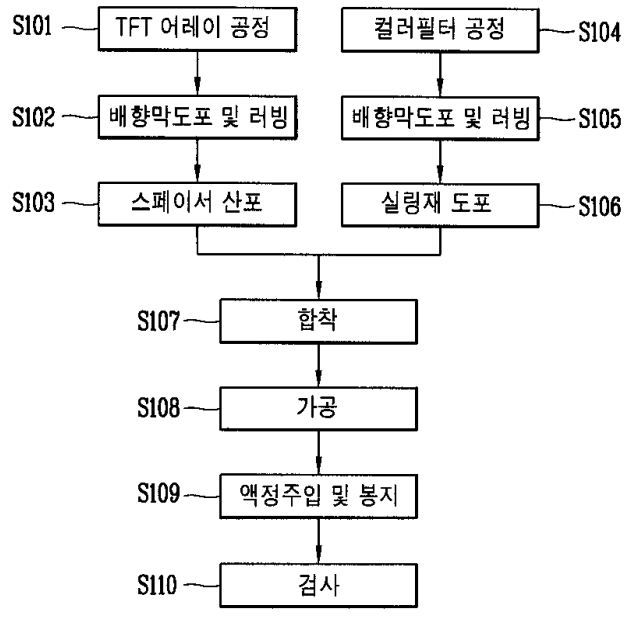 S101 TFT 어레이 공정
컬러필터 공정 S104
S102 배향막도포 및 러빙
배향막도포 및 러빙 S105
S103 스페이서 산포
실링재 도포 S106
S107 합착
S108 가공
S109 액정주입 및 봉지
S110 검사